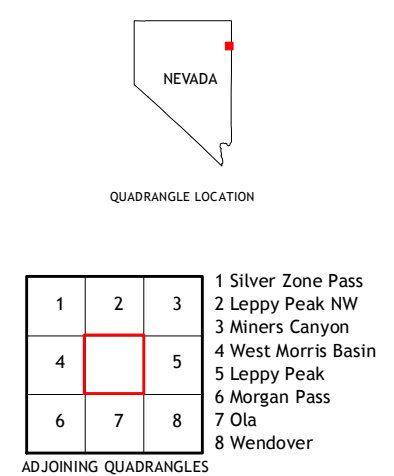 NEVADA
QUADRANGLE LOCATION
1 2 3
4 5
6 7 8
1 Silver Zone Pass
2 Leppy Peak NW
3 Miners Canyon
4 West Morris Basin
5 Leppy Peak
6 Morgan Pass
7 Ola
8 Wendover
ADJOINING QUADRANGLES